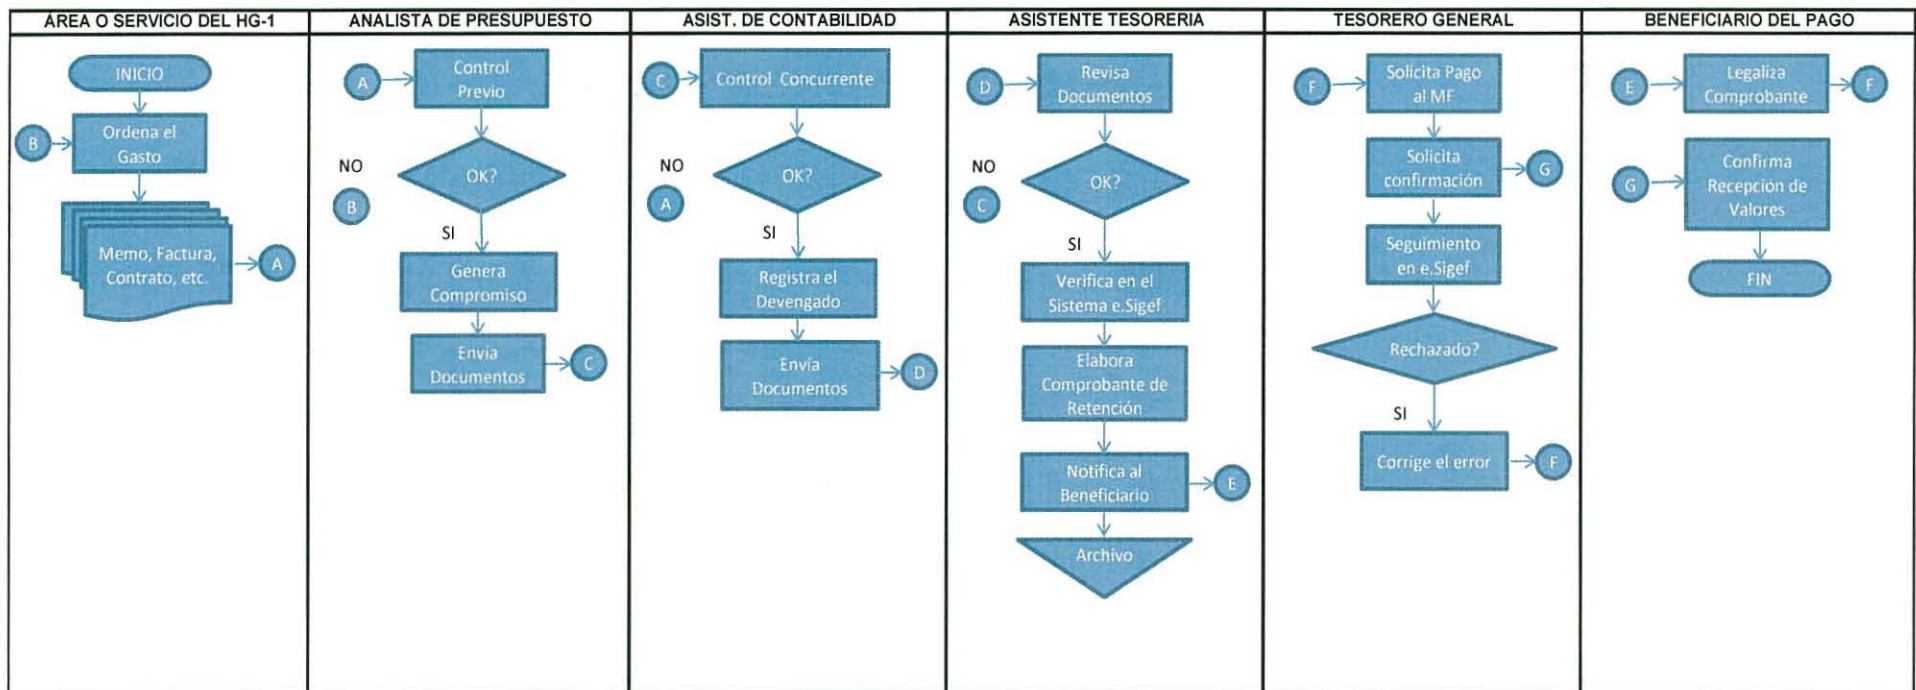 ÁREA O SERVICIO DEL HG-1
INICIO
B
Ordena el
Gasto
Memo, Factura,
Contrato, etc.
A
ANALISTA DE PRESUPUESTO
A
Control
Previo
NO
OK?
B
SI
Genera
Compromiso
Envía
Documentos
C
ASIST. DE CONTABILIDAD
C
Control Concurrente
NO
OK?
A
SI
Registra el
Devengado
Envía
Documentos
D
ASISTENTE TESORERIA
D
Revisa
Documentos
NO
OK?
C
SI
Verifica en el
Sistema e.Sigef
Elabora
Comprobante de
Retención
Notifica al
Beneficiario
E
Archivo
TESORERO GENERAL
F
Solicita Pago
al MF
Solicita
confirmación
G
Seguimiento
en e.Sigef
Rechazado?
SI
Corrige el error
F
BENEFICIARIO DEL PAGO
E
Legaliza
Comprobante
F
G
Confirma
Recepción de
Valores
FIN